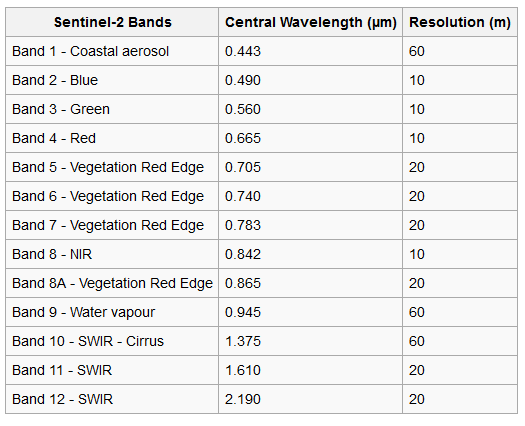 Sentinel-2 Bands Central Wavelength (µm) Resolution (m)
Band 1 - Coastal aerosol 0.443 60
Band 2 - Blue 0.490 10
Band 3 - Green 0.560 10
Band 4 - Red 0.665 10
Band 5 - Vegetation Red Edge 0.705 20
Band 6 - Vegetation Red Edge 0.740 20
Band 7 - Vegetation Red Edge 0.783 20
Band 8 - NIR 0.842 10
Band 8A - Vegetation Red Edge 0.865 20
Band 9 - Water vapour 0.945 60
Band 10 - SWIR - Cirrus 1.375 60
Band 11 - SWIR 1.610 20
Band 12 - SWIR 2.190 20